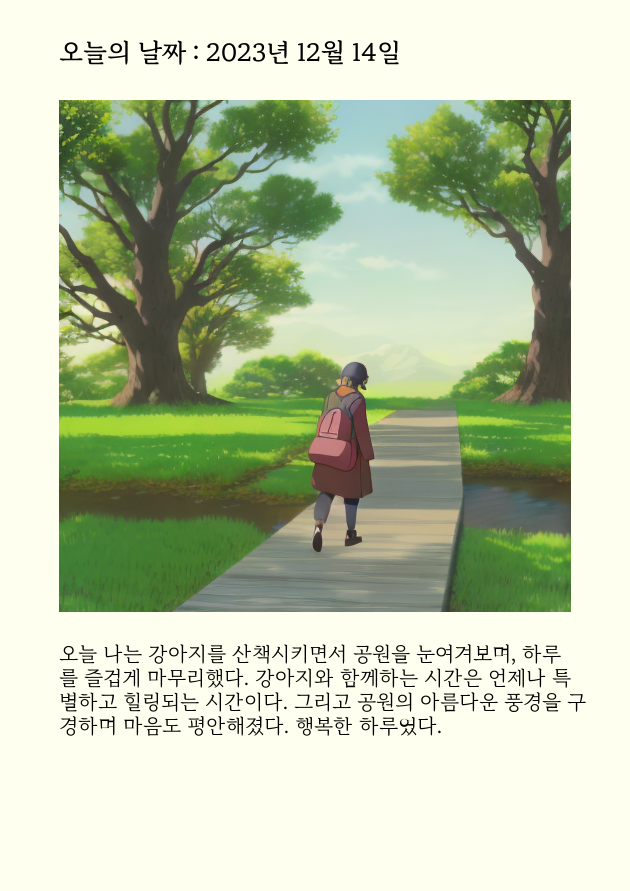 오늘의 날짜 : 2023년 12월 14일
오늘 나는 강아지를 산책시키면서 공원을 눈여겨보며, 하루
를 즐겁게 마무리했다. 강아지와 함께하는 시간은 언제나 특
별하고 힐링되는 시간이다. 그리고 공원의 아름다운 풍경을 구
경하며 마음도 평안해졌다. 행복한 하루였다.